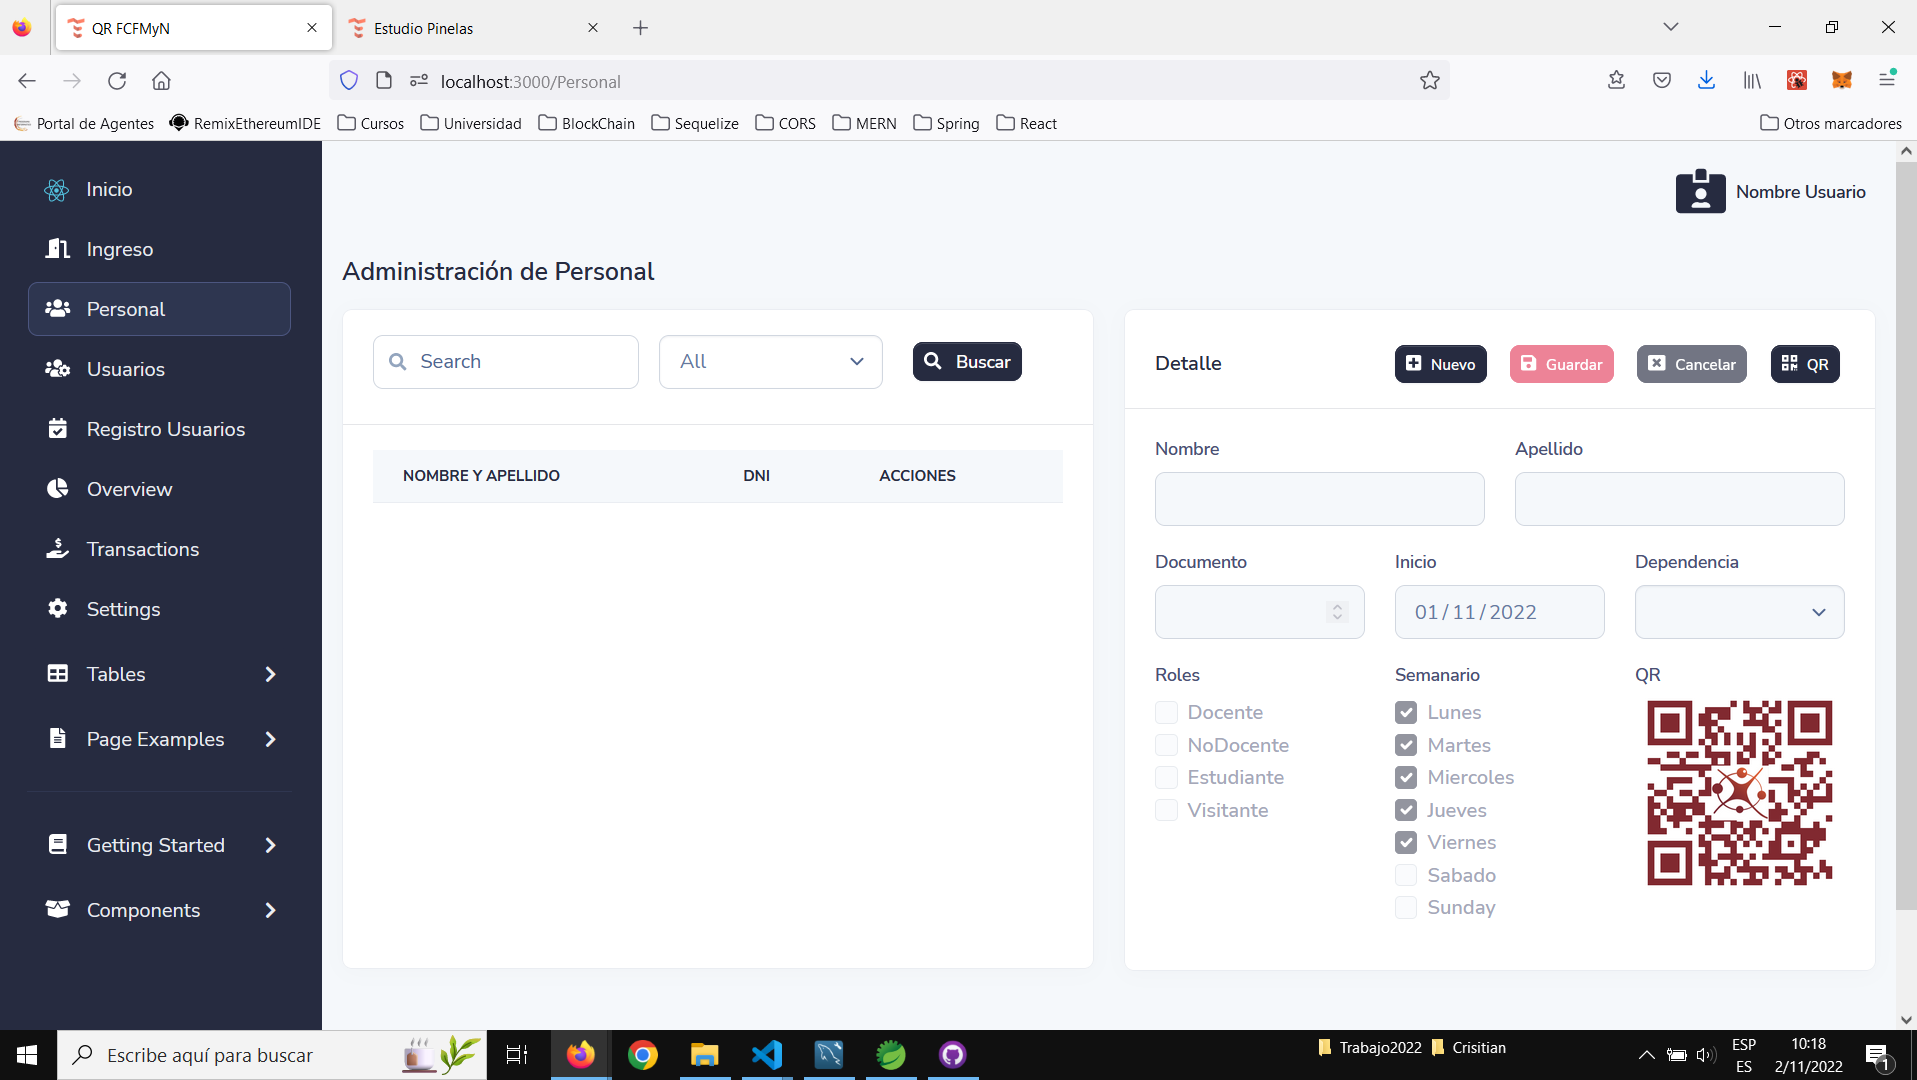 QR FCFMyN
Estudio Pinelas
localhost:3000/Personal
Portal de Agentes
RemixEthereumIDE
Cursos
Universidad
BlockChain
Sequelize
CORS
MERN
Spring
React
Otros marcadores
Inicio
Ingreso
Personal
Usuarios
Registro Usuarios
Overview
Transactions
Settings
Tables
Page Examples
Getting Started
Components
Nombre Usuario
Administración de Personal
Search
All
Buscar
NOMBRE Y APELLIDO
DNI
ACCIONES
Detalle
Nuevo
Guardar
Cancelar
QR
Nombre
Apellido
Documento
Inicio
Dependencia
01/11/2022
Roles
Docente
NoDocente
Estudiante
Visitante
Semanario
Lunes
Martes
Miercoles
Jueves
Viernes
Sabado
Sunday
QR
Escribe aquí para buscar
Trabajo2022
Crisitian
ESP
ES
10:18
2/11/2022
1